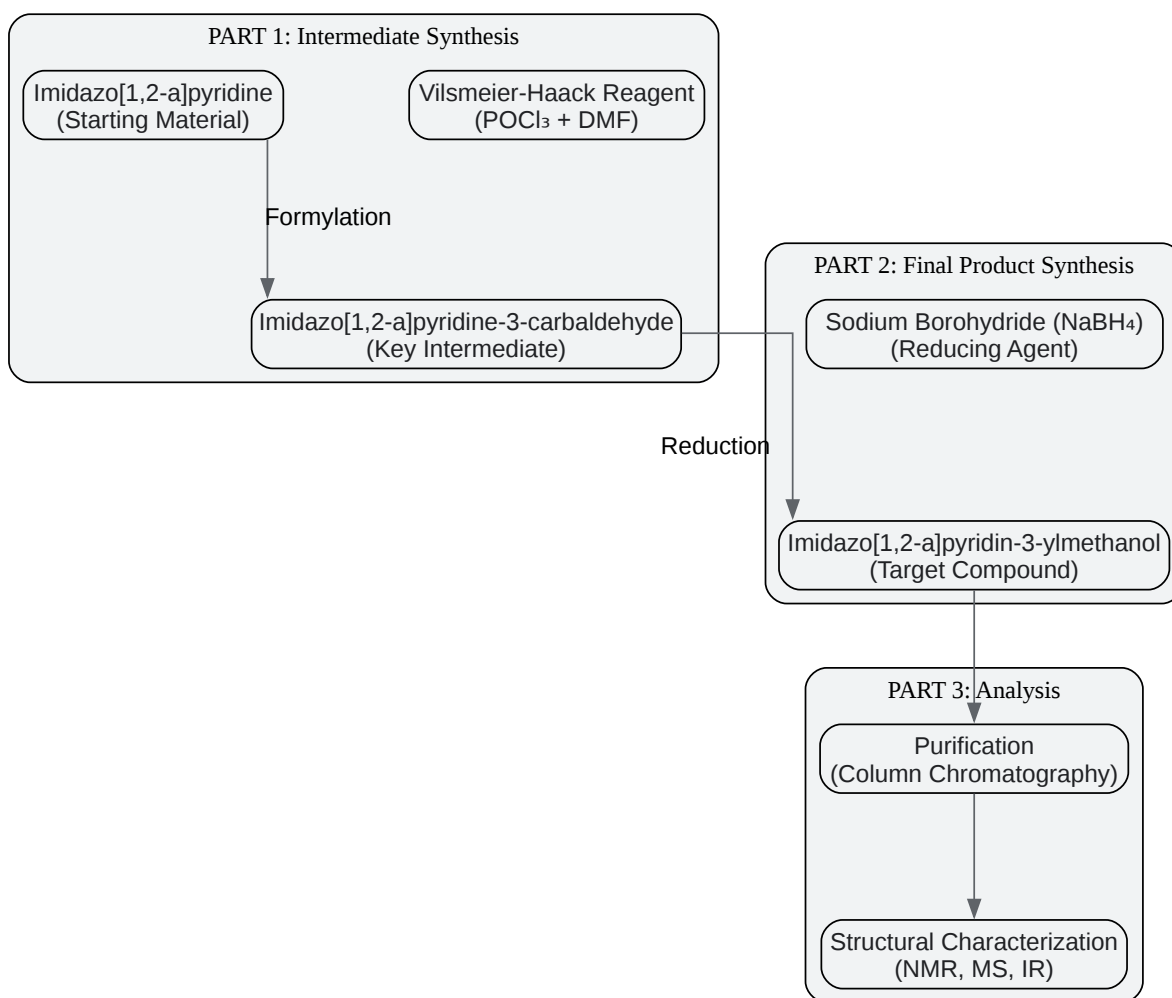 PART 1: Intermediate Synthesis
Imidazo[1,2-a]pyridine
(Starting Material)
Vilsmeier-Haack Reagent
(POCl₃ + DMF)
Formylation
Imidazo[1,2-a]pyridine-3-carbaldehyde
(Key Intermediate)
PART 2: Final Product Synthesis
Sodium Borohydride (NaBH₄)
(Reducing Agent)
Reduction
Imidazo[1,2-a]pyridin-3-ylmethanol
(Target Compound)
PART 3: Analysis
Purification
(Column Chromatography)
Structural Characterization
(NMR, MS, IR)